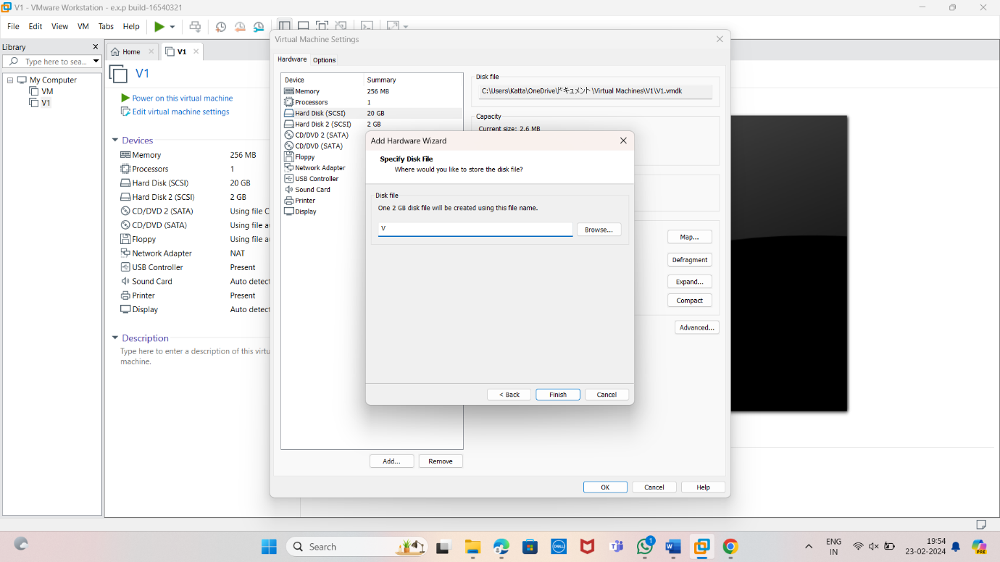 V1 - VMware Workstation - e.x.p build-16540321
File Edit View VM Tabs Help
Library
Type here to sea...
My Computer
VM
V1
Home
V1
V1
Power on this virtual machine
Edit virtual machine settings
Devices
Memory 256 MB
Processors 1
Hard Disk (SCSI) 20 GB
Hard Disk 2 (SCSI) 2 GB
CD/DVD 2 (SATA) Using file C
CD/DVD (SATA) Using file a
Floppy Using file a
Network Adapter NAT
USB Controller Present
Sound Card Auto detect
Printer Present
Display Auto detect
Description
Type here to enter a description of this virtu
machine.
Virtual Machine Settings
Hardware Options
Device Summary
Memory 256 MB
Processors 1
Hard Disk (SCSI) 20 GB
Hard Disk 2 (SCSI) 2 GB
CD/DVD 2 (SATA)
CD/DVD (SATA)
Floppy
Network Adapter
USB Controller
Sound Card
Printer
Display
Disk file
C:\Users\Katta\OneDrive\ドキュメント\Virtual Machines\V1\V1.vmdk
Capacity
Current size: 2.6 MB
Map...
Defragment
Expand...
Compact
Advanced...
Add Hardware Wizard
Specify Disk File
Where would you like to store the disk file?
Disk file
One 2 GB disk file will be created using this file name.
V
Browse...
< Back Finish Cancel
Add... Remove
OK Cancel Help
Search
DELL
W
1
PRE
ENG
IN
19:54
23-02-2024